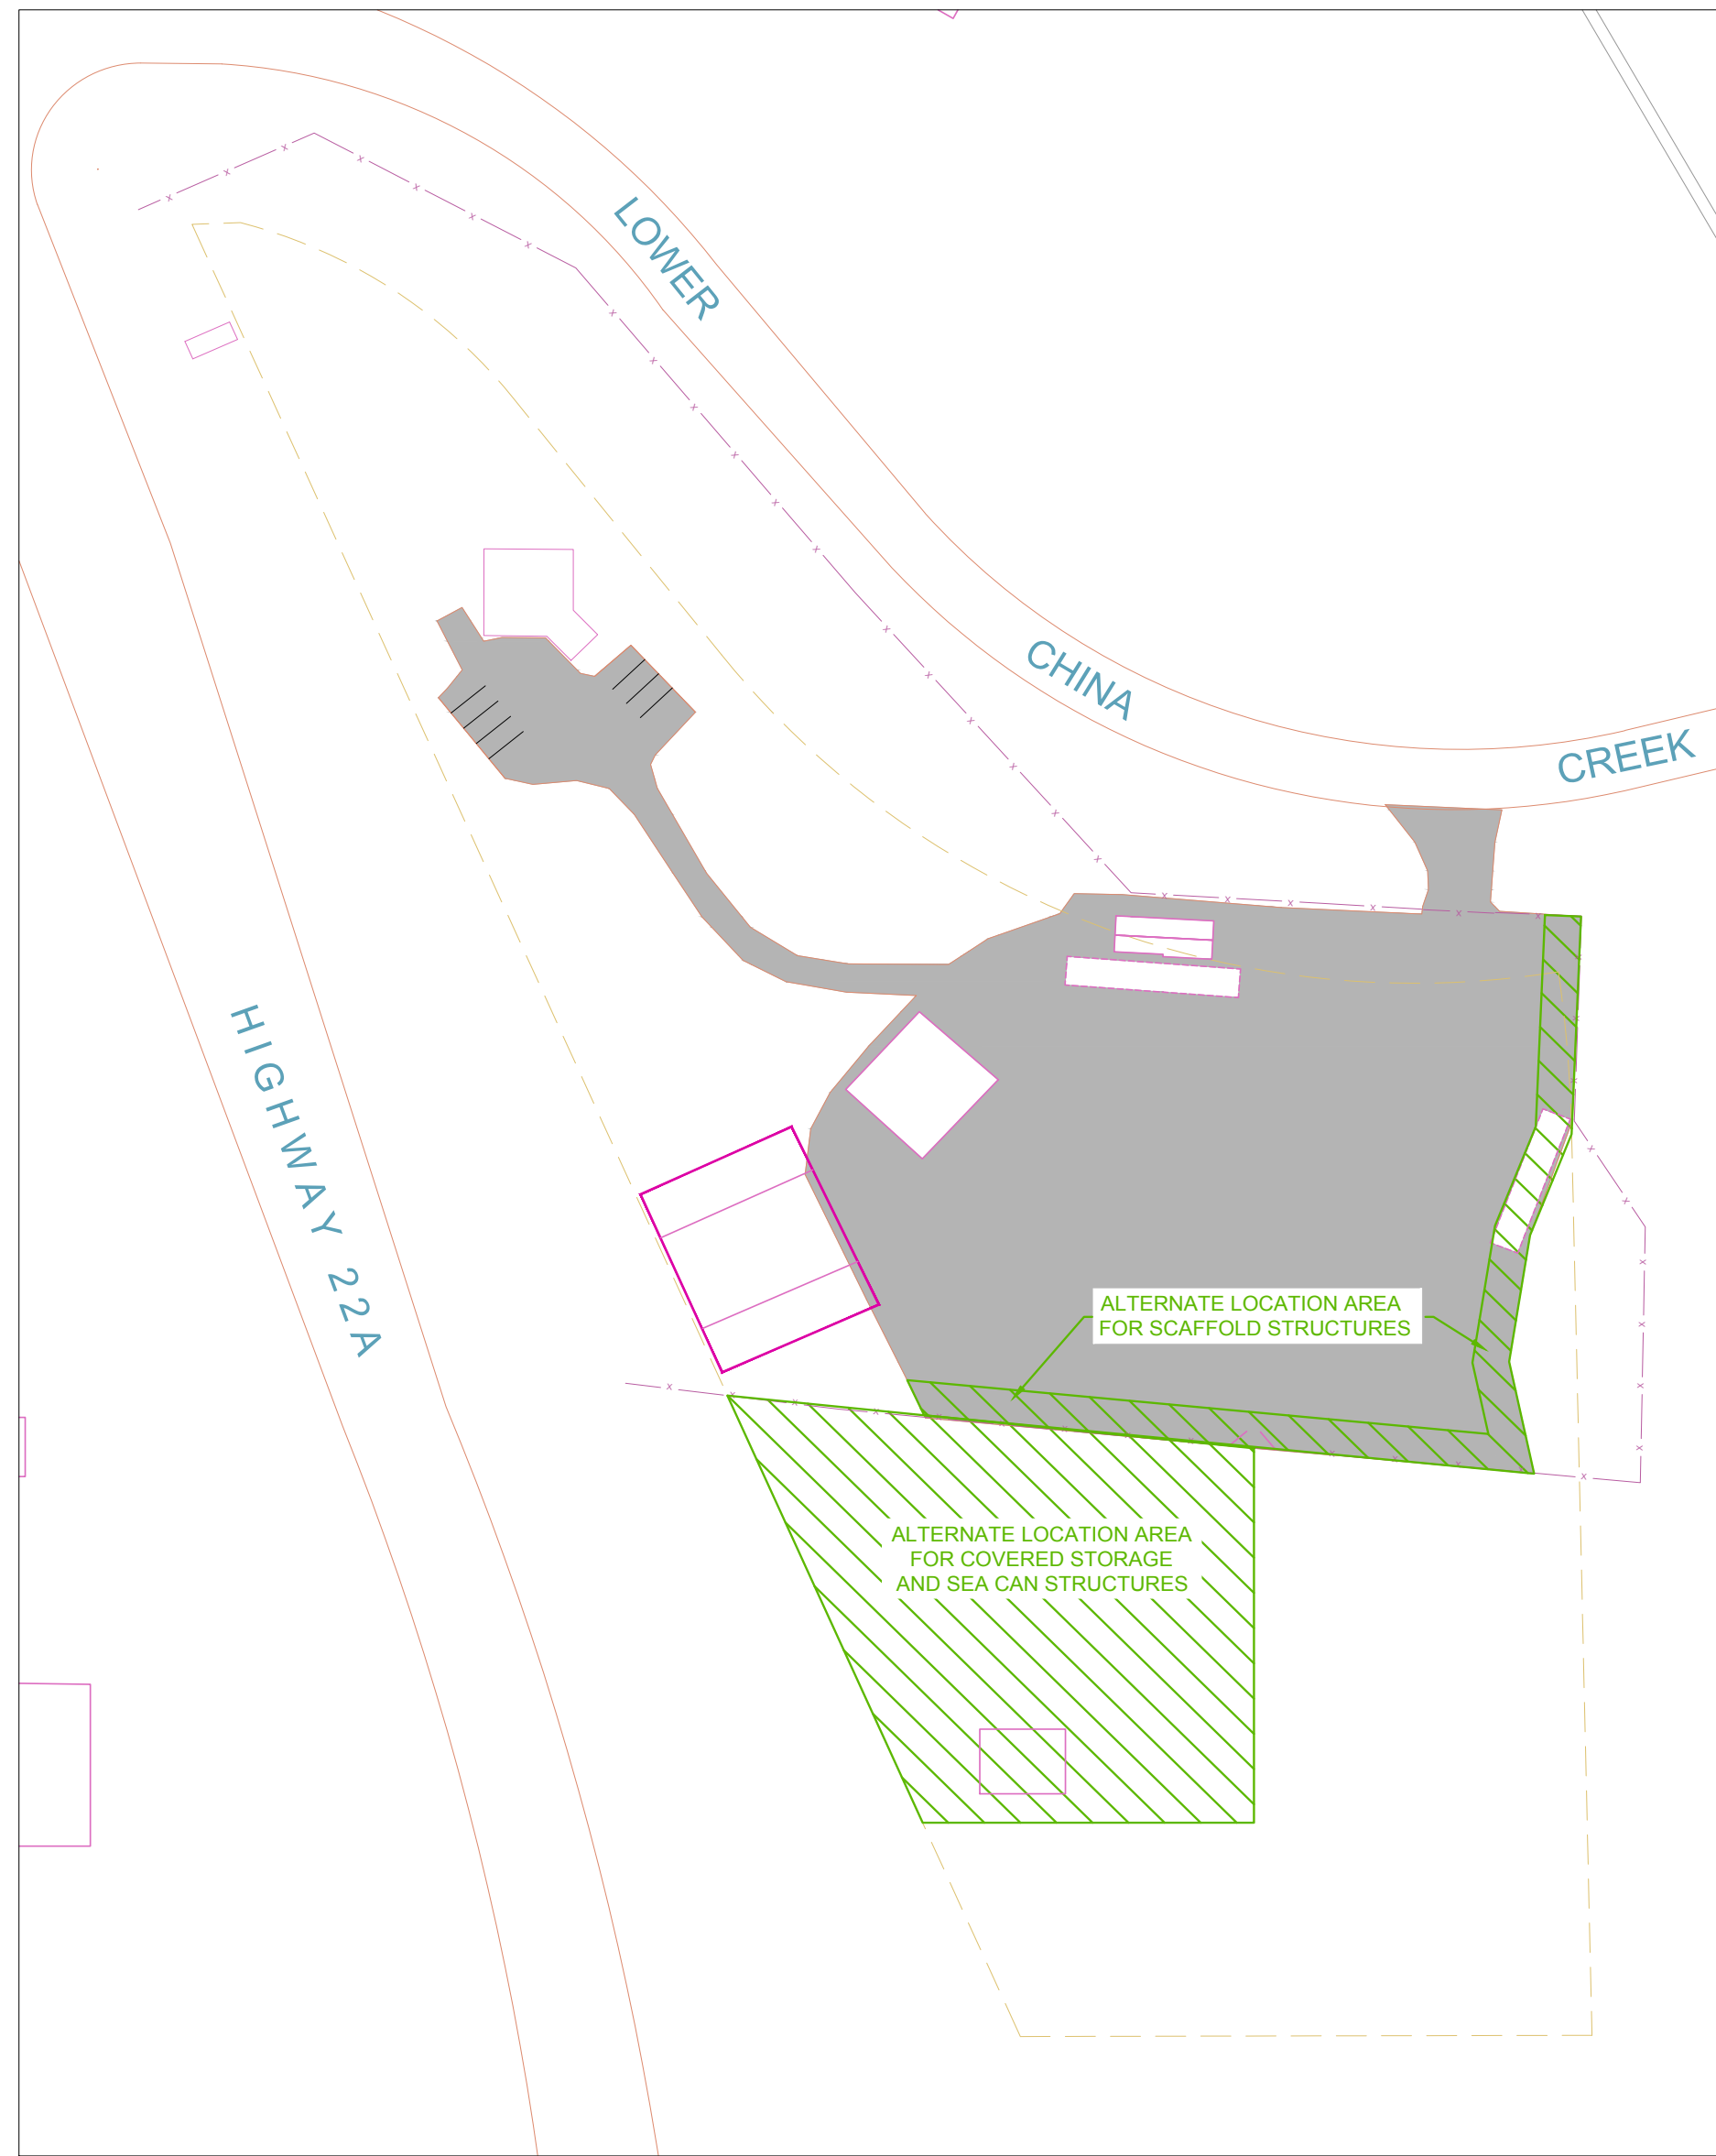 LOWER
CHINA
CREEK
HIGHWAY 22A
ALTERNATE LOCATION AREA
FOR SCAFFOLD STRUCTURES
ALTERNATE LOCATION AREA
FOR COVERED STORAGE
AND SEA CAN STRUCTURES